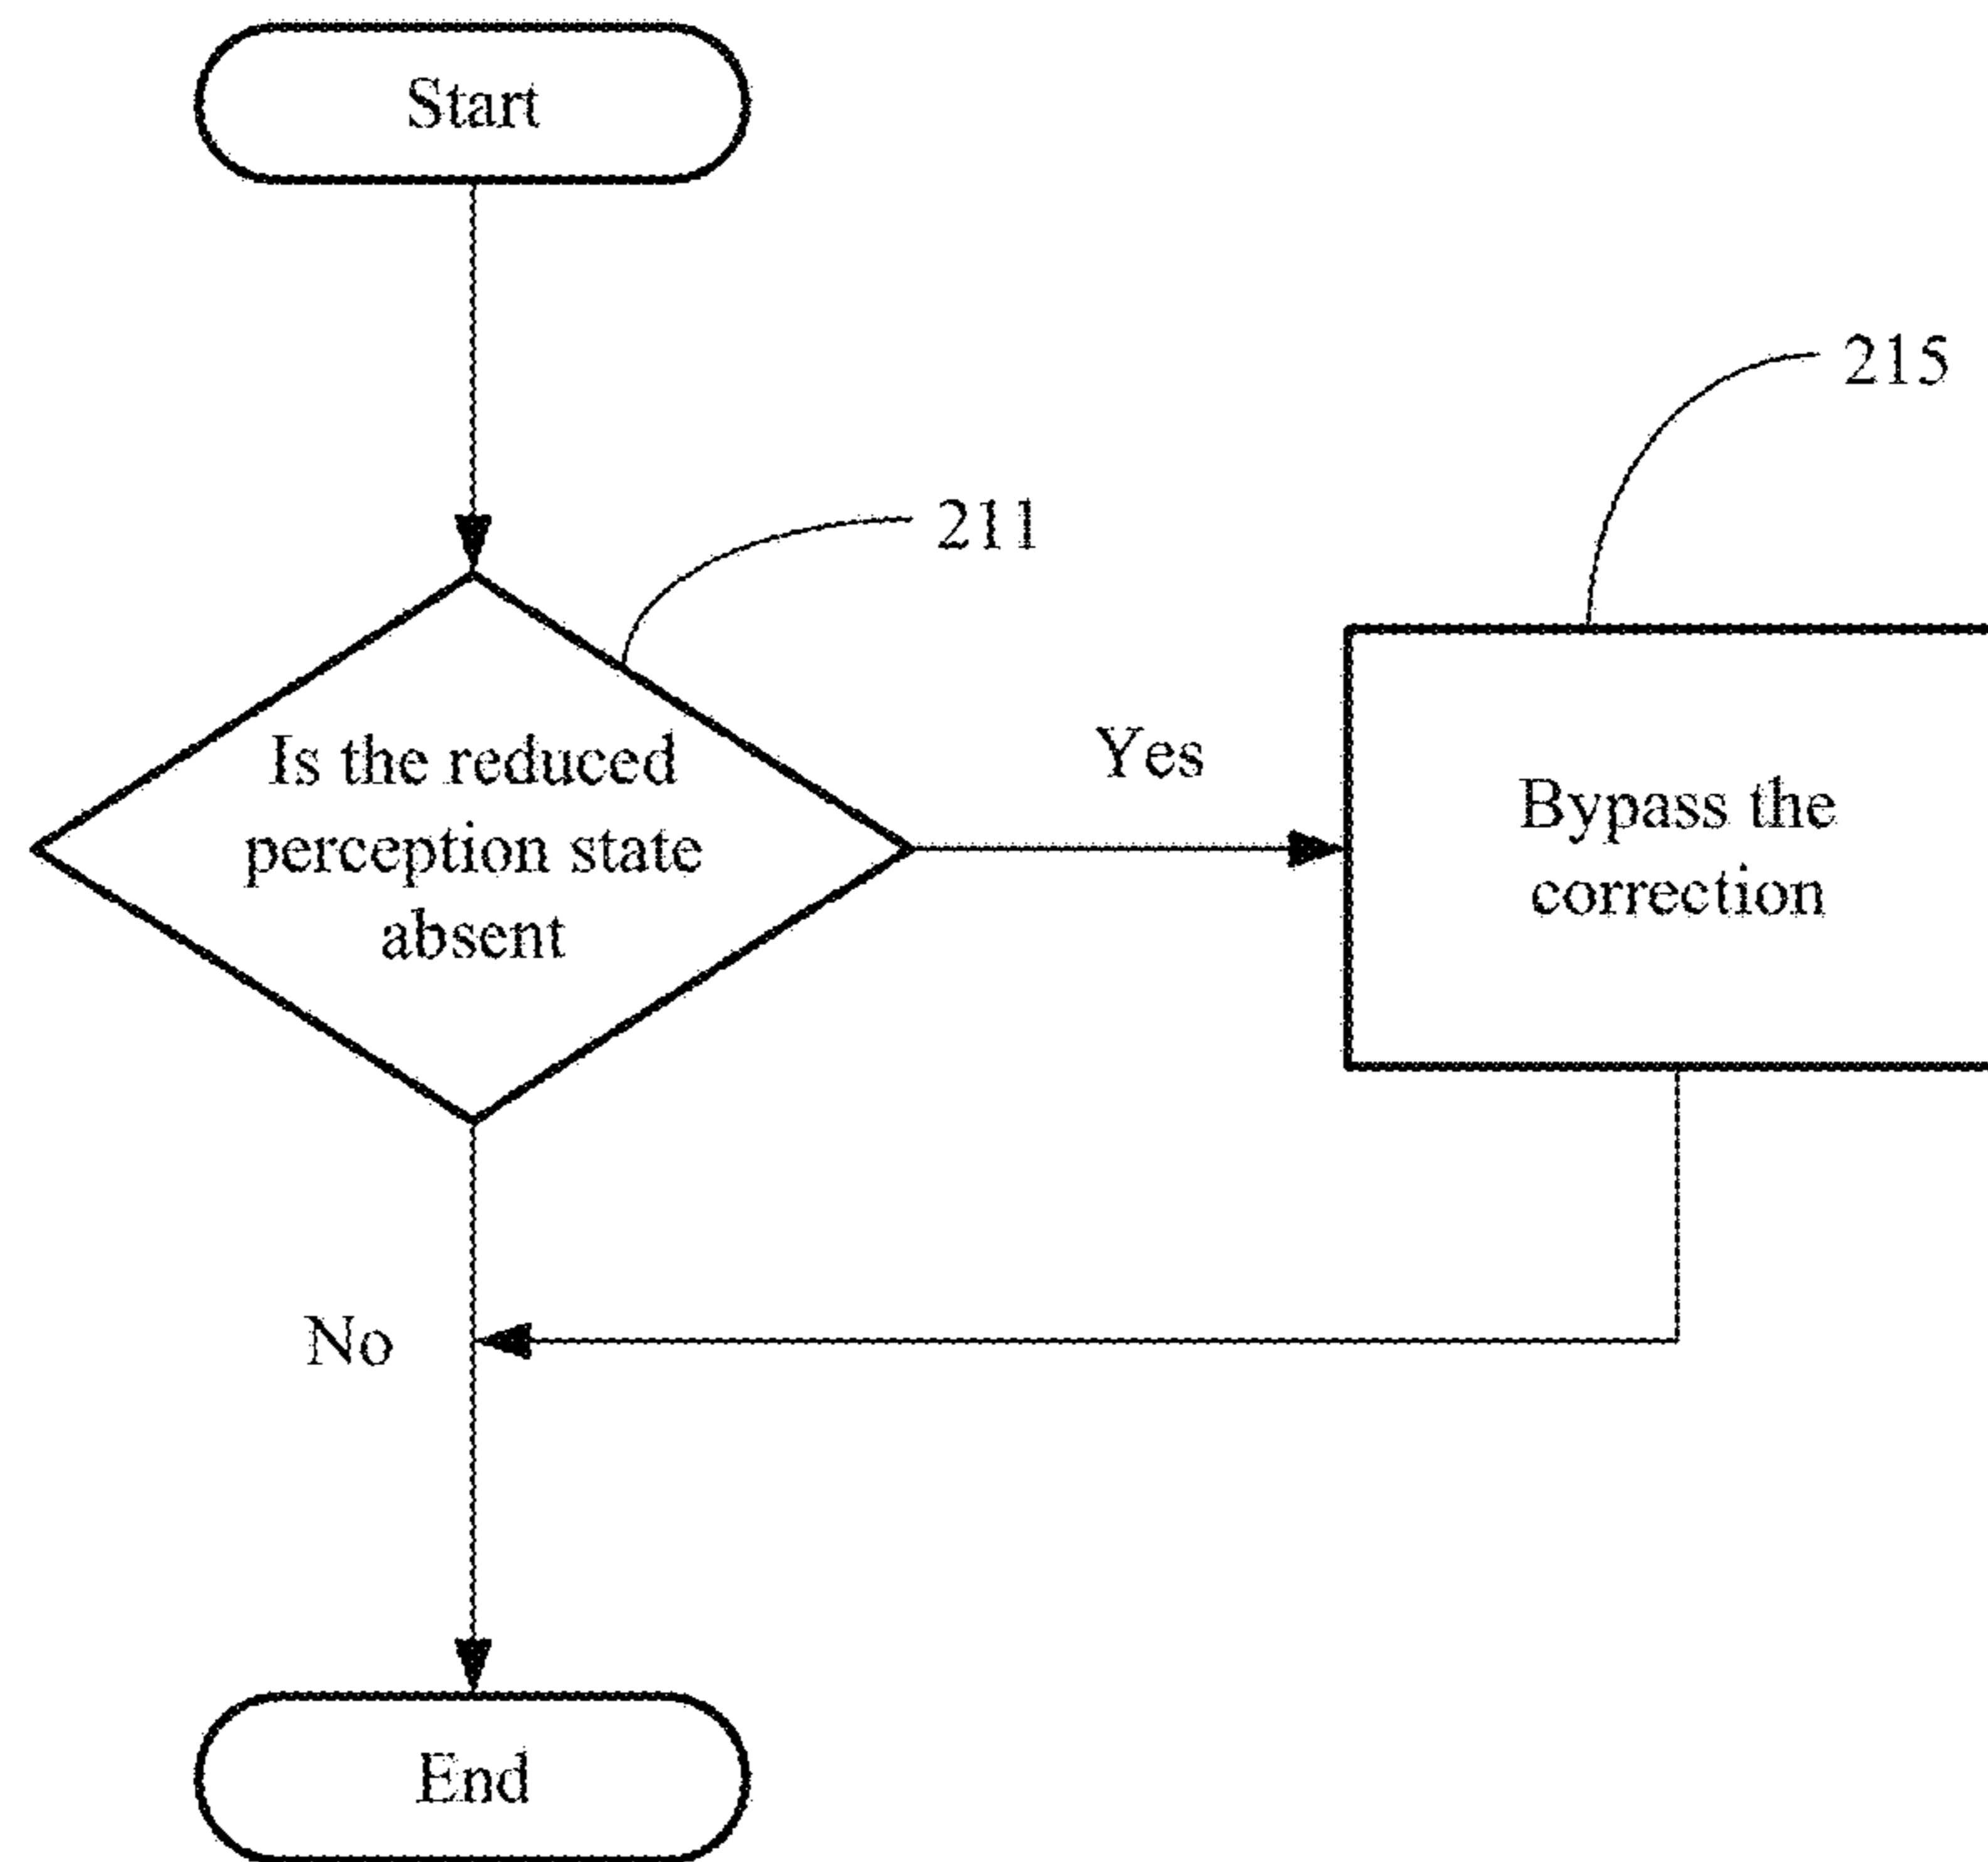 Start
215
211
Is the reduced
perception state
absent
Yes
Bypass the
correction
No
End